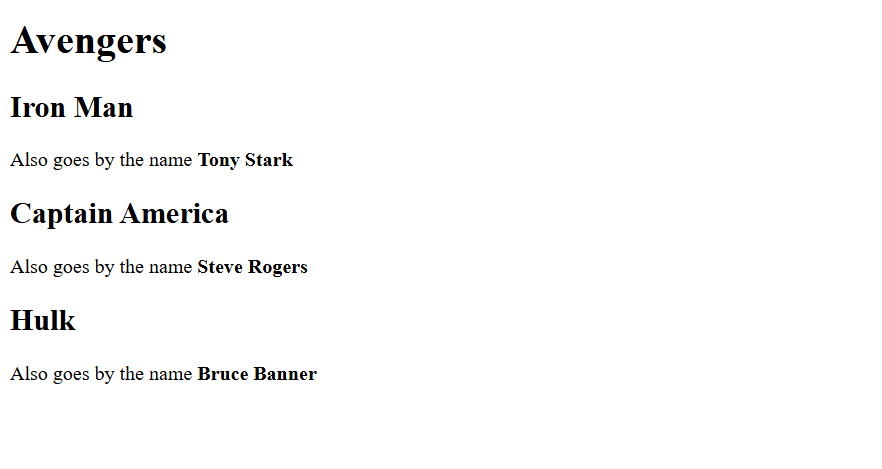 Avengers
Iron Man
Also goes by the name Tony Stark
Captain America
Also goes by the name Steve Rogers
Hulk
Also goes by the name Bruce Banner